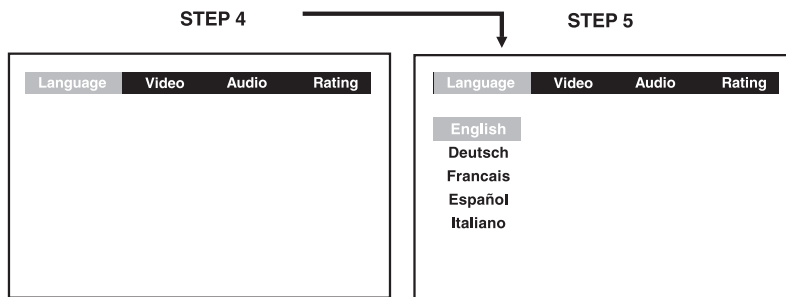 STEP 4
STEP 5
Language Video Audio Rating
Language Video Audio Rating
English
Deutsch
Francais
Español
Italiano